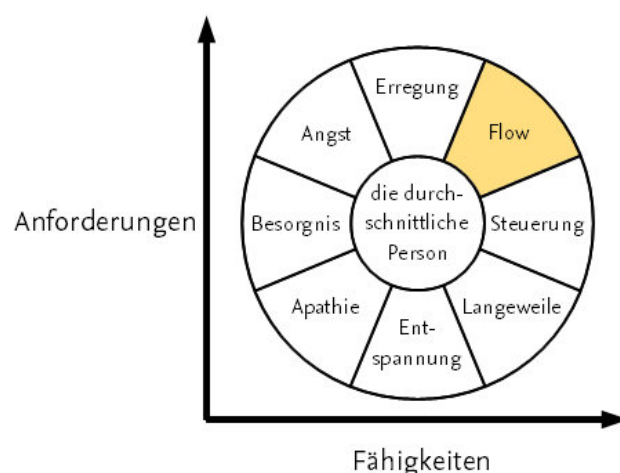 Erregung
Flow
Angst
Anforderungen
Besorgnis
die durch-
schnittliche
Person
Steuerung
Apathie
Ent-
spannung
Langeweile
Fähigkeiten